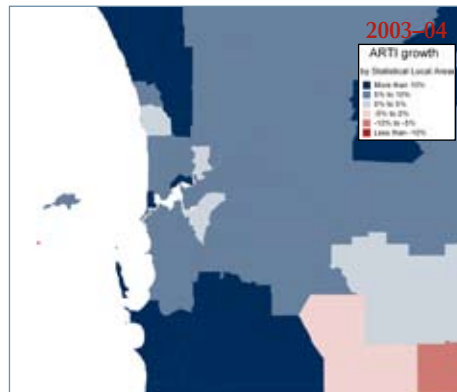 2003–04
ARTI growth
by Statistical Local Area
More than 10%
5% to 10%
0% to 5%
-5% to 0%
-10% to -5%
Less than -10%